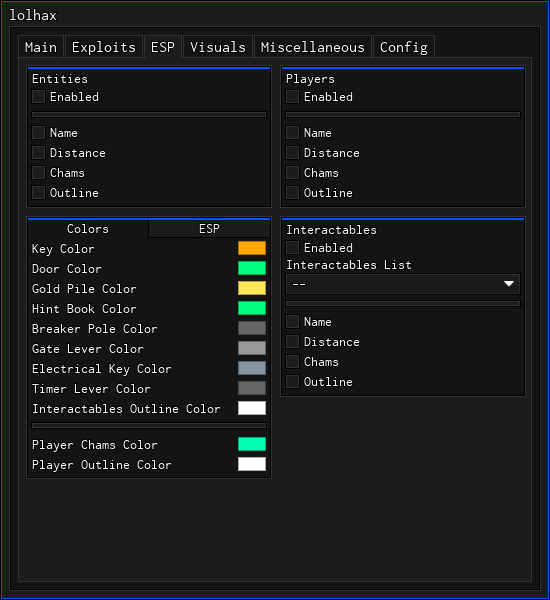 lolhax
Main Exploits ESP Visuals Miscellaneous Config
Entities
Enabled
Name
Distance
Chams
Outline
Players
Enabled
Name
Distance
Chams
Outline
Colors ESP
Key Color
Door Color
Gold Pile Color
Hint Book Color
Breaker Pole Color
Gate Lever Color
Electrical Key Color
Timer Lever Color
Interactables Outline Color
Player Chams Color
Player Outline Color
Interactables
Enabled
Interactables List
--
Name
Distance
Chams
Outline